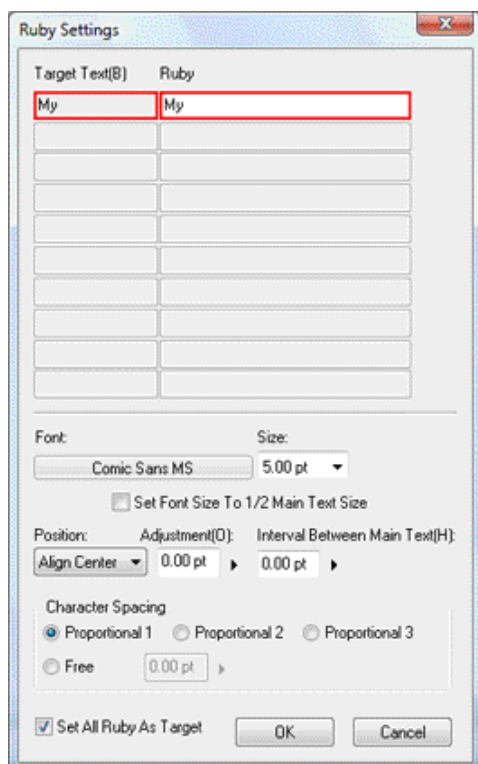 Ruby Settings
Target Text(B) Ruby
My My
Font: Size:
Comic Sans MS 5.00 pt
Set Font Size To 1/2 Main Text Size
Position: Adjustment(O): Interval Between Main Text(H):
Align Center 0.00 pt 0.00 pt
Character Spacing
Proportional 1 Proportional 2 Proportional 3
Free 0.00 pt
Set All Ruby As Target OK Cancel